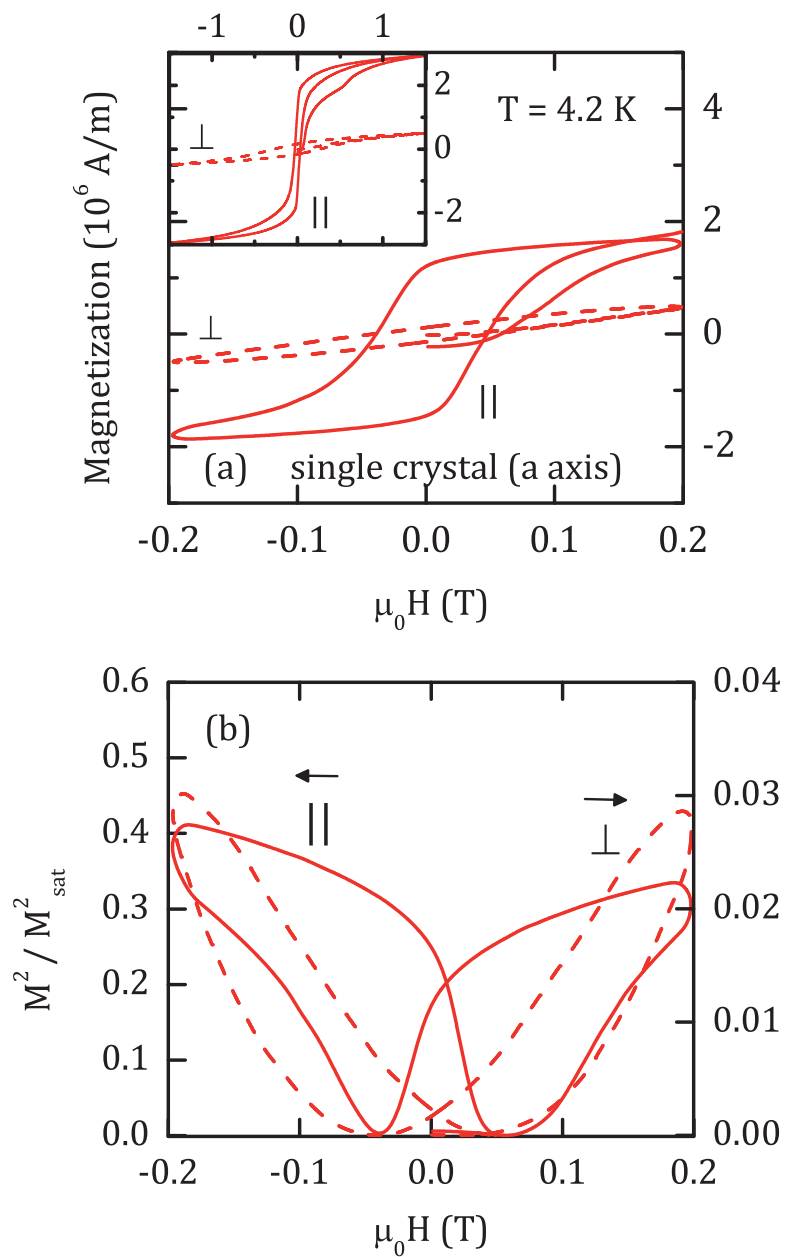 -1 0 1
2
0
-2
⊥
||
T = 4.2 K
4
2
0
-2
Magnetization (10⁶ A/m)
⊥
||
(a) single crystal (a axis)
-0.2 -0.1 0.0 0.1 0.2
μ₀H (T)
0.6
0.5
0.4
0.3
0.2
0.1
0.0
M² / M²sat
(b)
||
⊥
0.04
0.03
0.02
0.01
0.00
-0.2 -0.1 0.0 0.1 0.2
μ₀H (T)